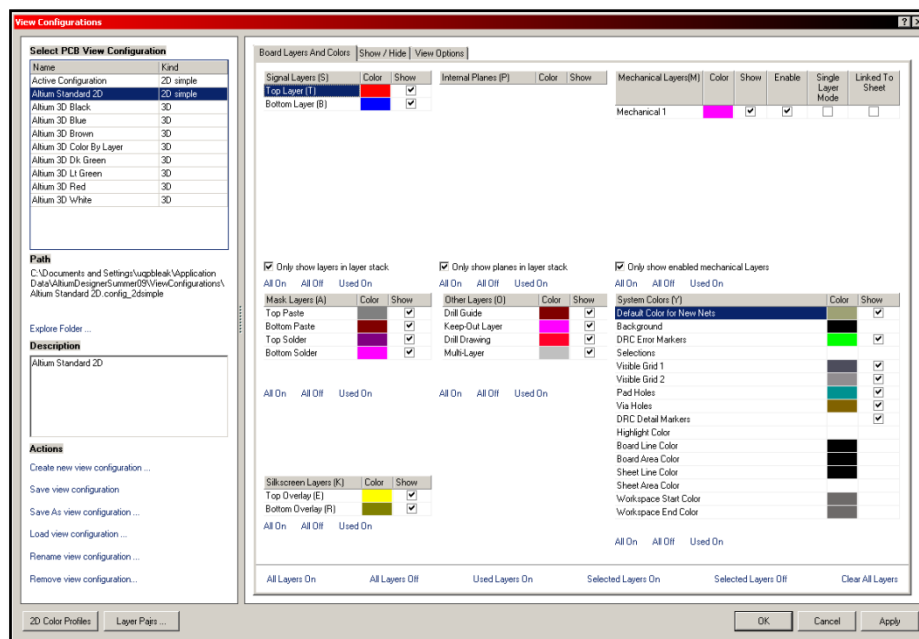 View Configurations
Select PCB View Configuration
Name Kind
Active Configuration 2D simple
Altium Standard 2D 2D simple
Altium 3D Black 3D
Altium 3D Blue 3D
Altium 3D Brown 3D
Altium 3D Color By Layer 3D
Altium 3D Dk Green 3D
Altium 3D Lt Green 3D
Altium 3D Red 3D
Altium 3D White 3D
Path
C:\Documents and Settings\uqpbleak\Application
Data\AltiumDesignerSummer09\ViewConfigurations\
Altium Standard 2D.config_2dsimple
Explore Folder ...
Description
Altium Standard 2D
Actions
Create new view configuration ...
Save view configuration
Save As view configuration ...
Load view configuration ...
Rename view configuration ...
Remove view configuration...
Board Layers And Colors Show / Hide View Options
Signal Layers (S) Color Show
Top Layer (T)
Bottom Layer (B)
Only show layers in layer stack
All On All Off Used On
Internal Planes (P) Color Show
Only show planes in layer stack
All On All Off Used On
Mechanical Layers(M) Color Show Enable Single Layer Mode Linked To Sheet
Mechanical 1
Only show enabled mechanical Layers
All On All Off Used On
Mask Layers (A) Color Show
Top Paste
Bottom Paste
Top Solder
Bottom Solder
All On All Off Used On
Other Layers (O) Color Show
Drill Guide
Keep-Out Layer
Drill Drawing
Multi-Layer
All On All Off Used On
System Colors (Y) Color Show
Default Color for New Nets
Background
DRC Error Markers
Selections
Visible Grid 1
Visible Grid 2
Pad Holes
Via Holes
DRC Detail Markers
Highlight Color
Board Line Color
Board Area Color
Sheet Line Color
Sheet Area Color
Workspace Start Color
Workspace End Color
All On All Off Used On
Silkscreen Layers (K) Color Show
Top Overlay (E)
Bottom Overlay (R)
All On All Off Used On
All Layers On All Layers Off Used Layers On Selected Layers On Selected Layers Off Clear All Layers
2D Color Profiles Layer Pairs ... OK Cancel Apply